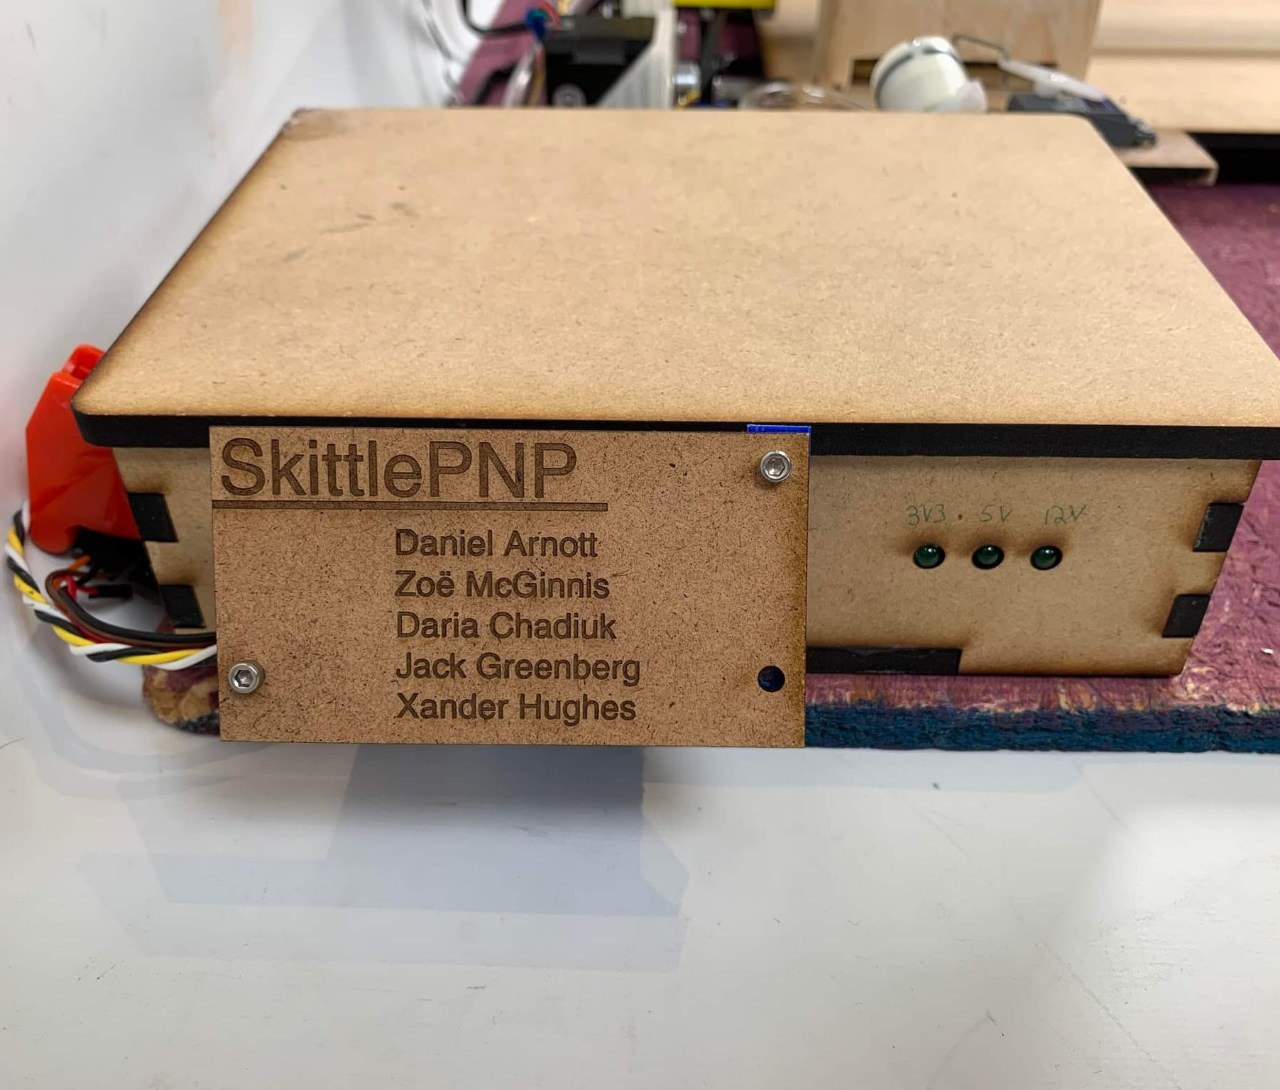 SkittlePNP
Daniel Arnott
Zoë McGinnis
Daria Chadiuk
Jack Greenberg
Xander Hughes
3V3 5V 12V